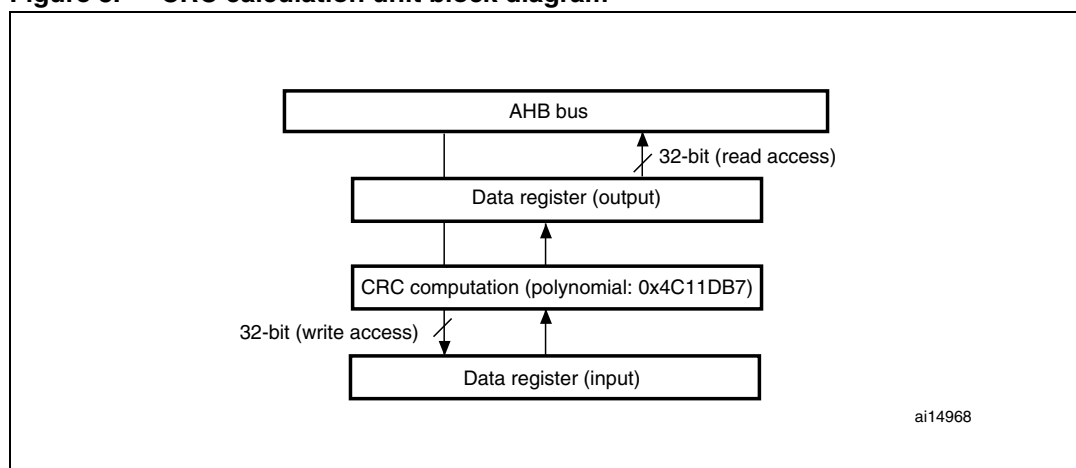 AHB bus
32-bit (read access)
Data register (output)
CRC computation (polynomial: 0x4C11DB7)
32-bit (write access)
Data register (input)
ai14968